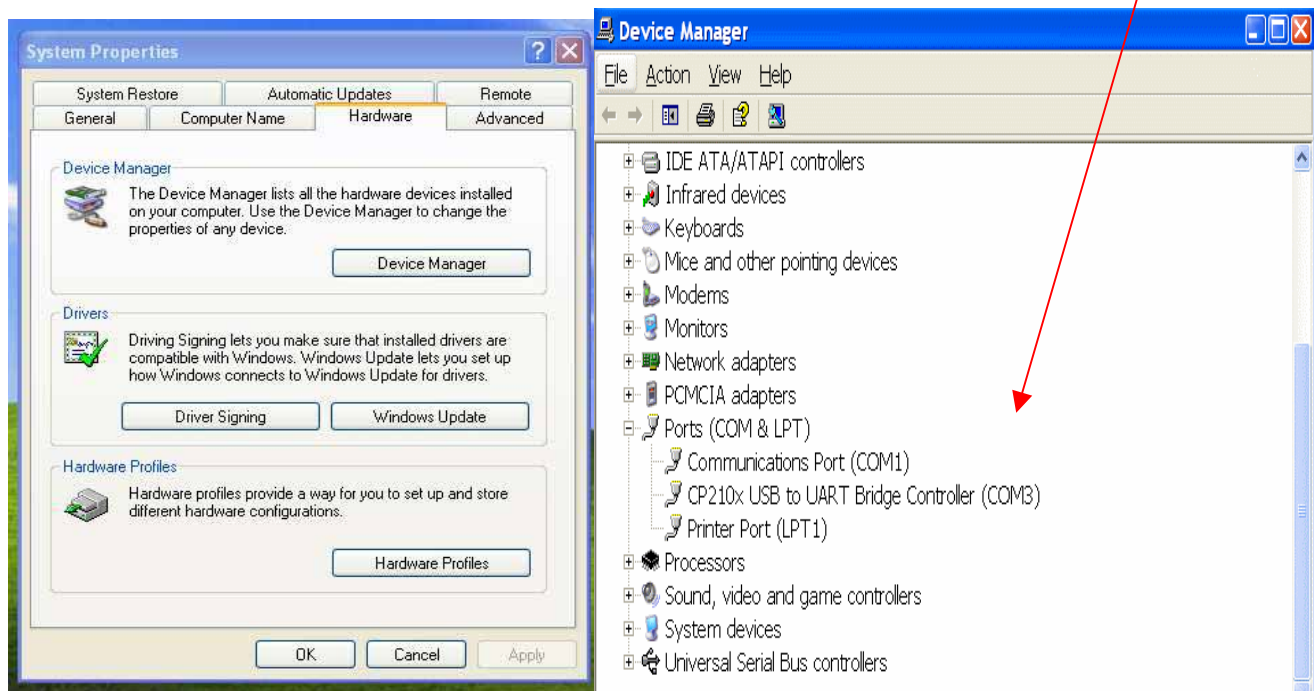 System Properties
System Restore Automatic Updates Remote
General Computer Name Hardware Advanced
Device Manager
The Device Manager lists all the hardware devices installed
on your computer. Use the Device Manager to change the
properties of any device.
Device Manager
Drivers
Driving Signing lets you make sure that installed drivers are
compatible with Windows. Windows Update lets you set up
how Windows connects to Windows Update for drivers.
Driver Signing Windows Update
Hardware Profiles
Hardware profiles provide a way for you to set up and store
different hardware configurations.
Hardware Profiles
OK Cancel Apply
Device Manager
File Action View Help
IDE ATA/ATAPI controllers
Infrared devices
Keyboards
Mice and other pointing devices
Modems
Monitors
Network adapters
PCMCIA adapters
Ports (COM & LPT)
Communications Port (COM1)
CP210x USB to UART Bridge Controller (COM3)
Printer Port (LPT1)
Processors
Sound, video and game controllers
System devices
Universal Serial Bus controllers